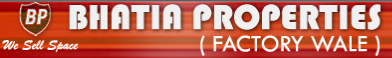 BP BHATIA PROPERTIES
We Sell Space ( FACTORY WALE )